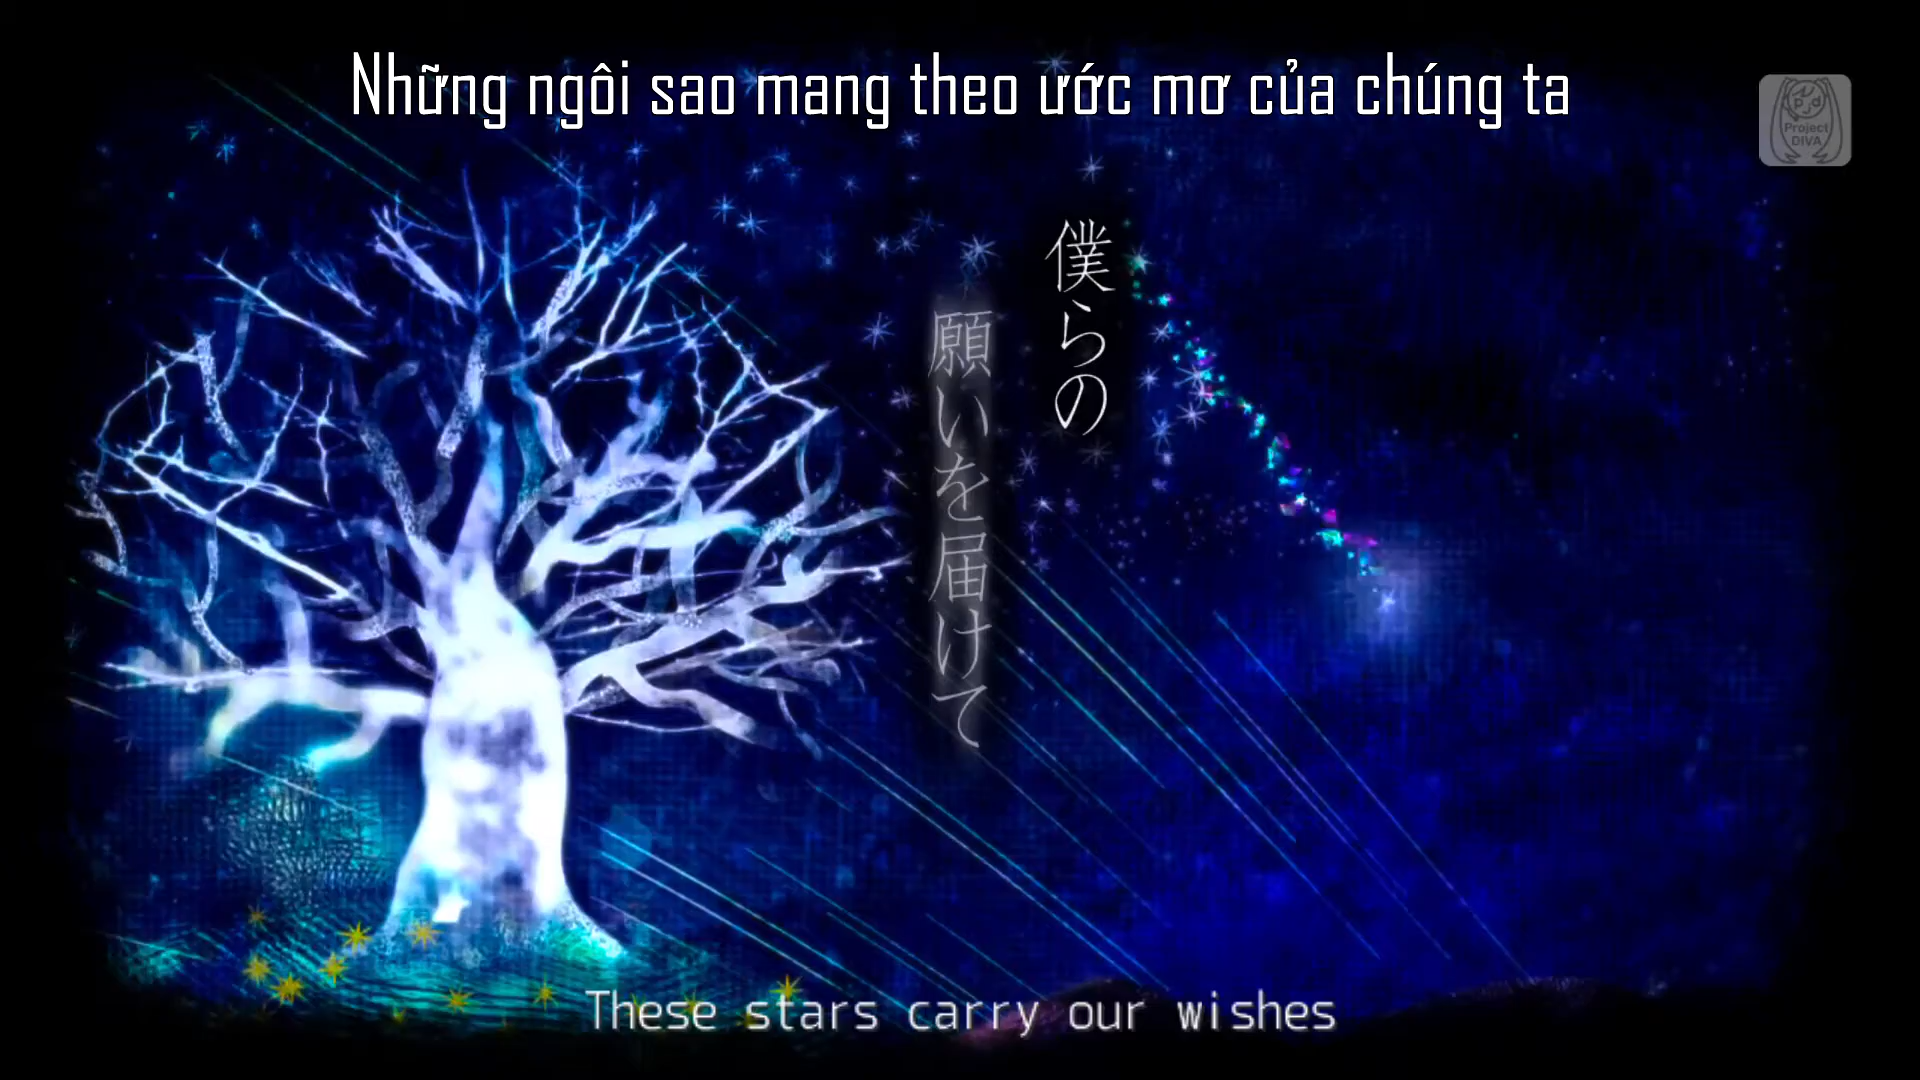 Những ngôi sao mang theo ước mơ của chúng ta
pjd
Project
DIVA
僕らの
願いを届けて
These stars carry our wishes